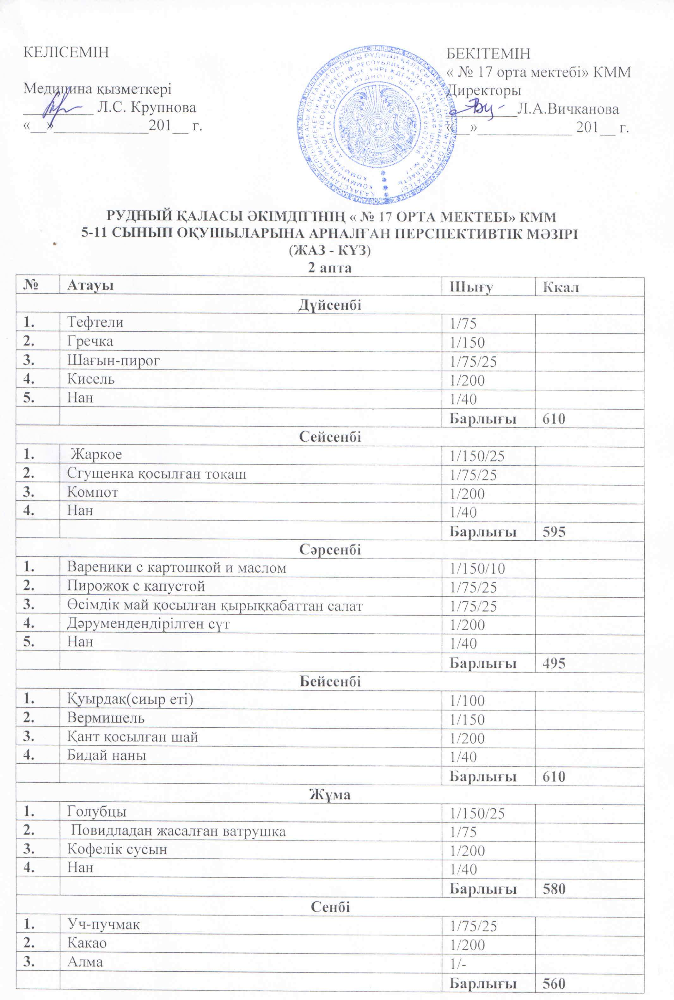 КЕЛІСЕМІН
Медицина қызметкері
_________ Л.С. Крупнова
«__»____________201__ г.
БЕКІТЕМІН
« № 17 орта мектебі» КММ
Директоры
_________Л.А.Вичканова
«__»____________ 201__ г.
РУДНЫЙ ҚАЛАСЫ ӘКІМДІГІНІҢ « № 17 ОРТА МЕКТЕБІ» КММ
5-11 СЫНЫП ОҚУШЫЛАРЫНА АРНАЛҒАН ПЕРСПЕКТИВТІК МӘЗІРІ
(ЖАЗ - КҮЗ)
2 апта
№ Атауы Шығу Ккал
Дүйсенбі
1. Тефтели 1/75
2. Гречка 1/150
3. Шағын-пирог 1/75/25
4. Кисель 1/200
5. Нан 1/40
Барлығы 610
Сейсенбі
1. Жаркое 1/150/25
2. Сгущенка қосылған тоқаш 1/75/25
3. Компот 1/200
4. Нан 1/40
Барлығы 595
Сәрсенбі
1. Вареники с картошкой и маслом 1/150/10
2. Пирожок с капустой 1/75/25
3. Өсімдік май қосылған қырыққабаттан салат 1/75/25
4. Дәрумендендірілген сүт 1/200
5. Нан 1/40
Барлығы 495
Бейсенбі
1. Қуырдақ(сиыр еті) 1/100
2. Вермишель 1/150
3. Қант қосылған шай 1/200
4. Бидай наны 1/40
Барлығы 610
Жұма
1. Голубцы 1/150/25
2. Повидладан жасалған ватрушка 1/75
3. Кофелік сусын 1/200
4. Нан 1/40
Барлығы 580
Сенбі
1. Уч-пучмак 1/75/25
2. Какао 1/200
3. Алма 1/-
Барлығы 560